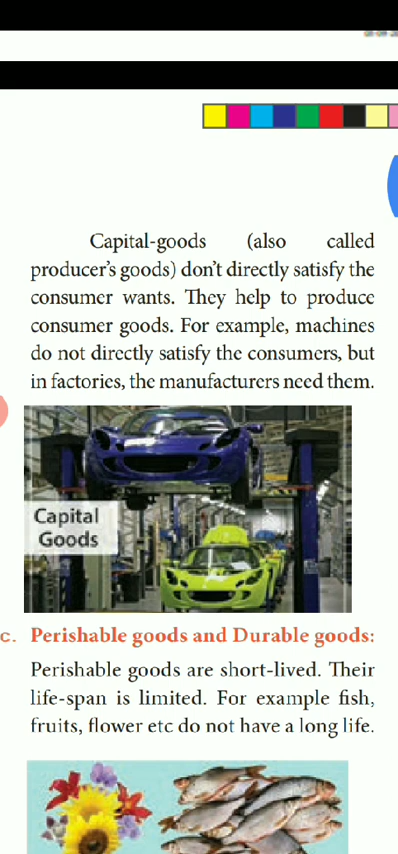 Capital-goods (also called
producer's goods) don't directly satisfy the
consumer wants. They help to produce
consumer goods. For example, machines
do not directly satisfy the consumers, but
in factories, the manufacturers need them.
Capital
Goods
c. Perishable goods and Durable goods:
Perishable goods are short-lived. Their
life-span is limited. For example fish,
fruits, flower etc do not have a long life.